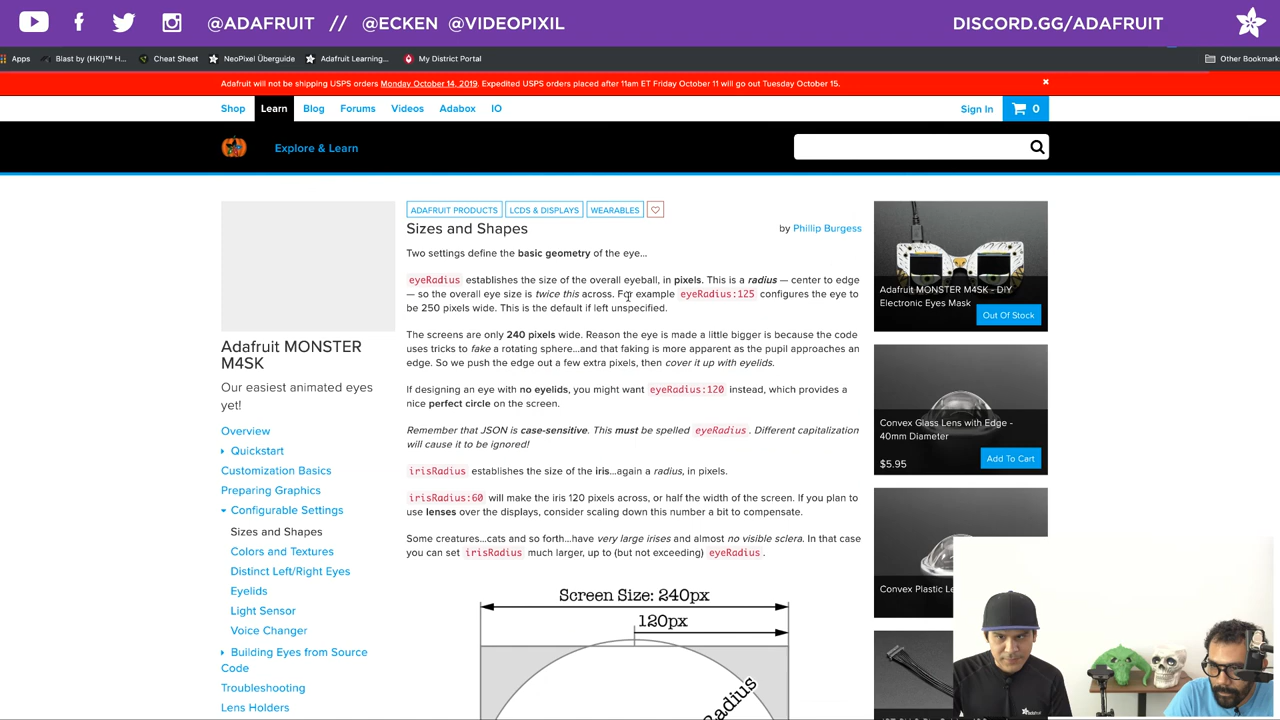 @ADAFRUIT // @ECKEN @VIDEOPIXIL
DISCORD.GG/ADAFRUIT
Apps
Blast by (HKI)™ H...
Cheat Sheet
NeoPixel Überguide
Adafruit Learning...
My District Portal
Other Bookmark
Adafruit will not be shipping USPS orders Monday October 14, 2019. Expedited USPS orders placed after 11am ET Friday October 11 will go out Tuesday October 15.
Shop
Learn
Blog
Forums
Videos
Adabox
IO
Sign In
0
Explore & Learn
ADAFRUIT PRODUCTS
LCDS & DISPLAYS
WEARABLES
Sizes and Shapes
by Phillip Burgess
Two settings define the basic geometry of the eye...
eyeRadius establishes the size of the overall eyeball, in pixels. This is a radius — center to edge
— so the overall eye size is twice this across. For example eyeRadius:125 configures the eye to
be 250 pixels wide. This is the default if left unspecified.
The screens are only 240 pixels wide. Reason the eye is made a little bigger is because the code
uses tricks to fake a rotating sphere...and that faking is more apparent as the pupil approaches an
edge. So we push the edge out a few extra pixels, then cover it up with eyelids.
If designing an eye with no eyelids, you might want eyeRadius:120 instead, which provides a
nice perfect circle on the screen.
Remember that JSON is case-sensitive. This must be spelled eyeRadius. Different capitalization
will cause it to be ignored!
irisRadius establishes the size of the iris...again a radius, in pixels.
irisRadius:60 will make the iris 120 pixels across, or half the width of the screen. If you plan to
use lenses over the displays, consider scaling down this number a bit to compensate.
Some creatures...cats and so forth...have very large irises and almost no visible sclera. In that case
you can set irisRadius much larger, up to (but not exceeding) eyeRadius.
Screen Size: 240px
120px
Radius
Adafruit MONSTER
M4SK
Our easiest animated eyes
yet!
Overview
Quickstart
Customization Basics
Preparing Graphics
Configurable Settings
Sizes and Shapes
Colors and Textures
Distinct Left/Right Eyes
Eyelids
Light Sensor
Voice Changer
Building Eyes from Source
Code
Troubleshooting
Lens Holders
Adafruit MONSTER M4SK - DIY
Electronic Eyes Mask
Out Of Stock
Convex Glass Lens with Edge -
40mm Diameter
$5.95
Add To Cart
Convex Plastic Le